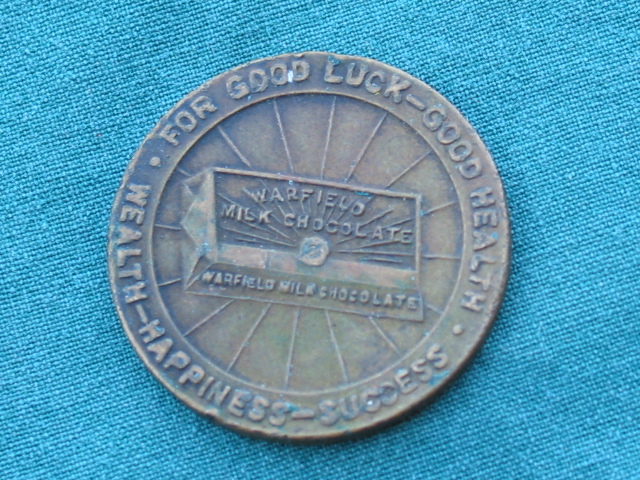 FOR GOOD LUCK-GOOD HEALTH
WEALTH-HAPPINESS-SUCCESS
WARFIELD
MILK CHOCOLATE
WARFIELD MILK CHOCOLATE